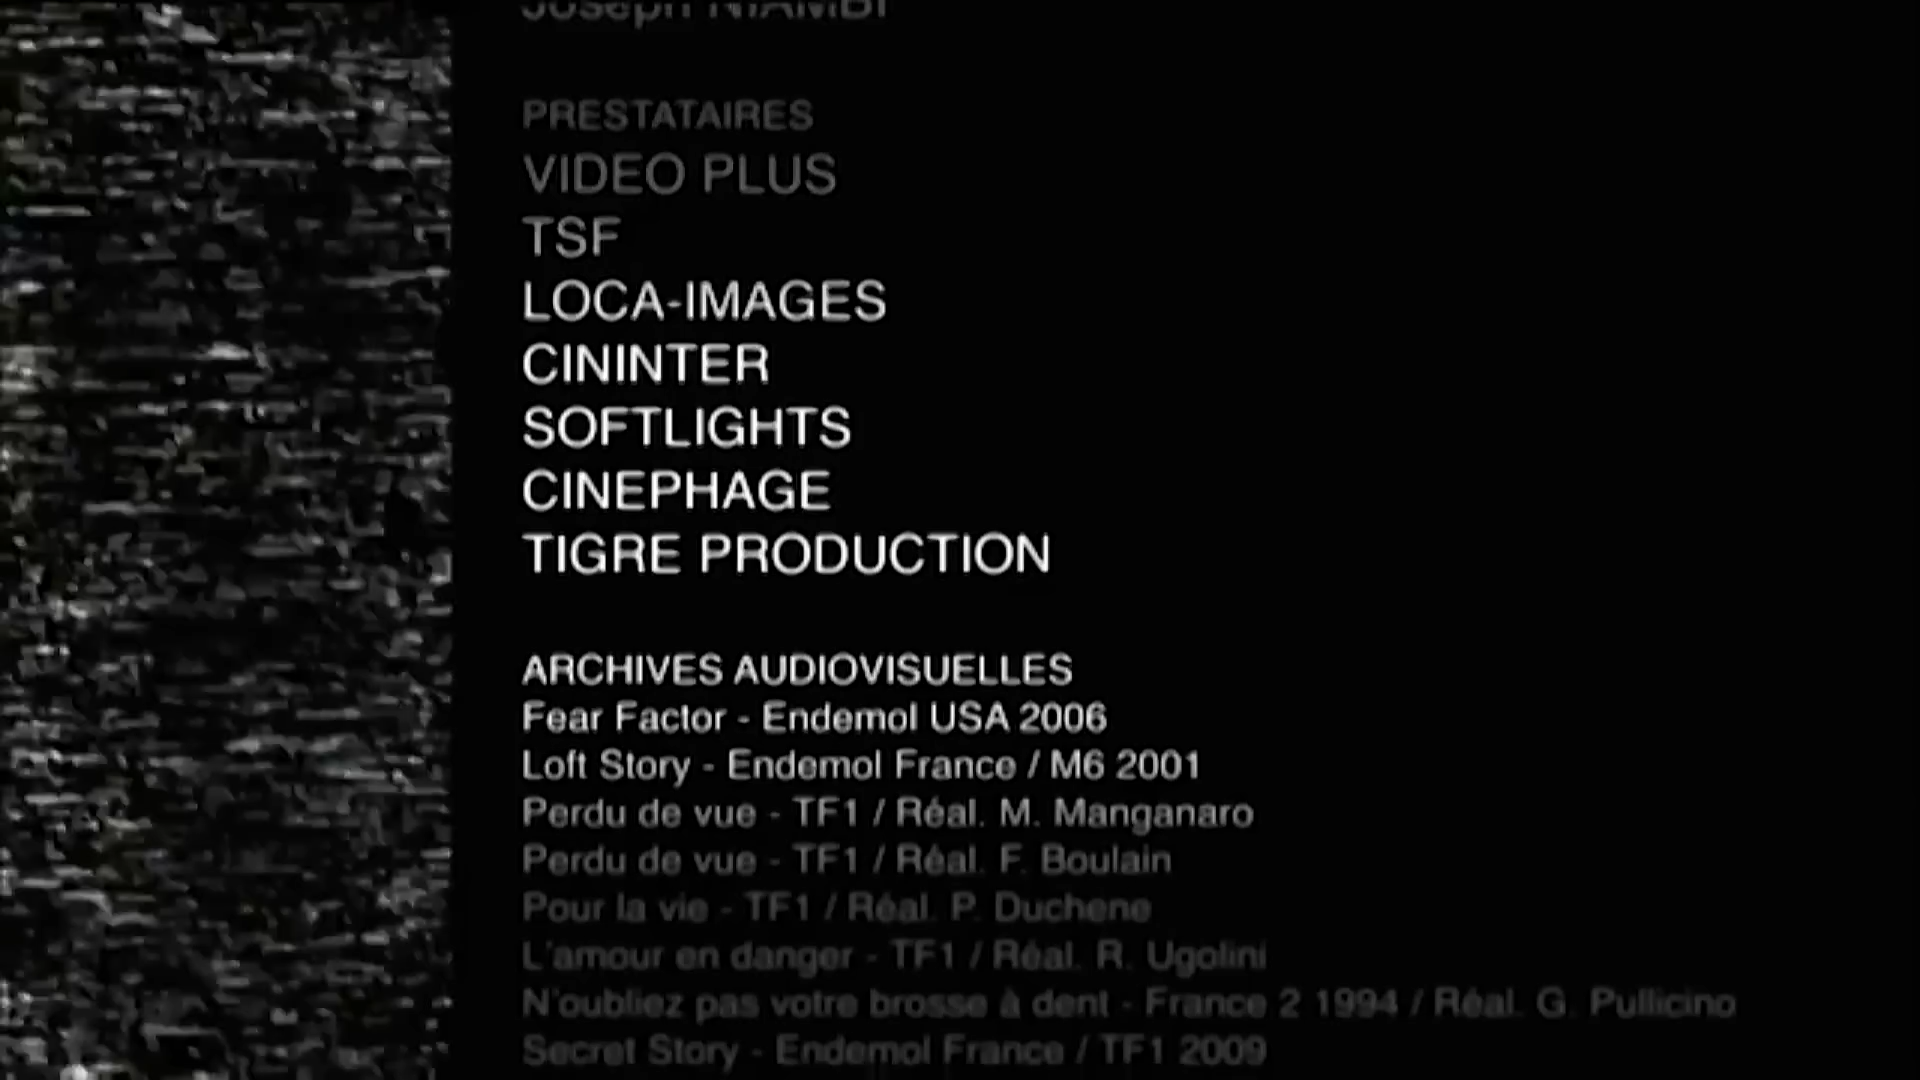 Joseph NIAMBI
PRESTATAIRES
VIDEO PLUS
TSF
LOCA-IMAGES
CININTER
SOFTLIGHTS
CINEPHAGE
TIGRE PRODUCTION
ARCHIVES AUDIOVISUELLES
Fear Factor - Endemol USA 2006
Loft Story - Endemol France / M6 2001
Perdu de vue - TF1 / Réal. M. Manganaro
Perdu de vue - TF1 / Réal. F. Boulain
Pour la vie - TF1 / Réal. P. Duchene
L'amour en danger - TF1 / Réal. R. Ugolini
N'oubliez pas votre brosse à dent - France 2 1994 / Réal. G. Pullicino
Secret Story - Endemol France / TF1 2009